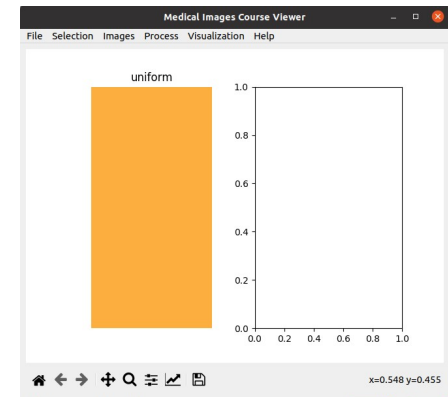 Medical Images Course Viewer
File Selection Images Process Visualization Help
uniform
1.0
0.8
0.6
0.4
0.2
0.0
0.0 0.2 0.4 0.6 0.8 1.0
x=0.548 y=0.455